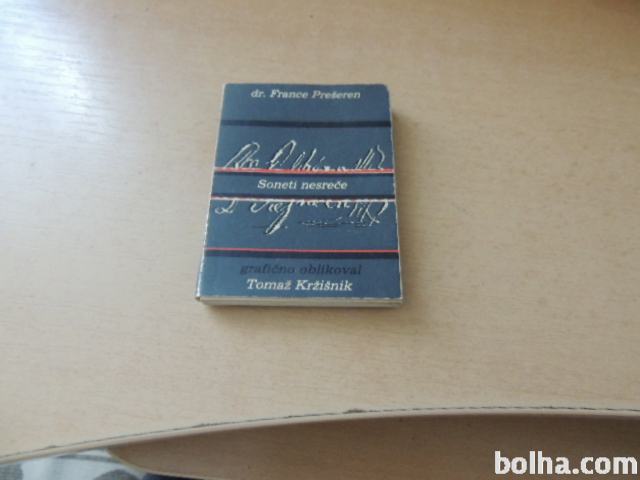 dr. France Prešeren
Soneti nesreče
grafično oblikoval
Tomaž Kržišnik
bolha.com